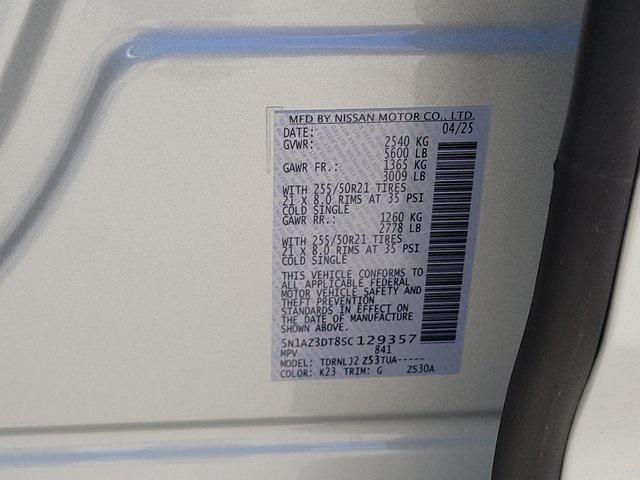 MFD BY NISSAN MOTOR CO., LTD.
DATE: 04/25
GVWR: 2540 KG
5600 LB
GAWR FR.: 1365 KG
3009 LB
WITH 255/50R21 TIRES
21 X 8.0 RIMS AT 35 PSI
COLD SINGLE
GAWR RR.: 1260 KG
2778 LB
WITH 255/50R21 TIRES
21 X 8.0 RIMS AT 35 PSI
COLD SINGLE
THIS VEHICLE CONFORMS TO
ALL APPLICABLE FEDERAL
MOTOR VEHICLE SAFETY AND
THEFT PREVENTION
STANDARDS IN EFFECT ON
THE DATE OF MANUFACTURE
SHOWN ABOVE.
5N1AZ3DT8SC129357
MPV 841
MODEL: TDRNLJZ Z53TUA-----
COLOR: K23 TRIM: G ZS30A